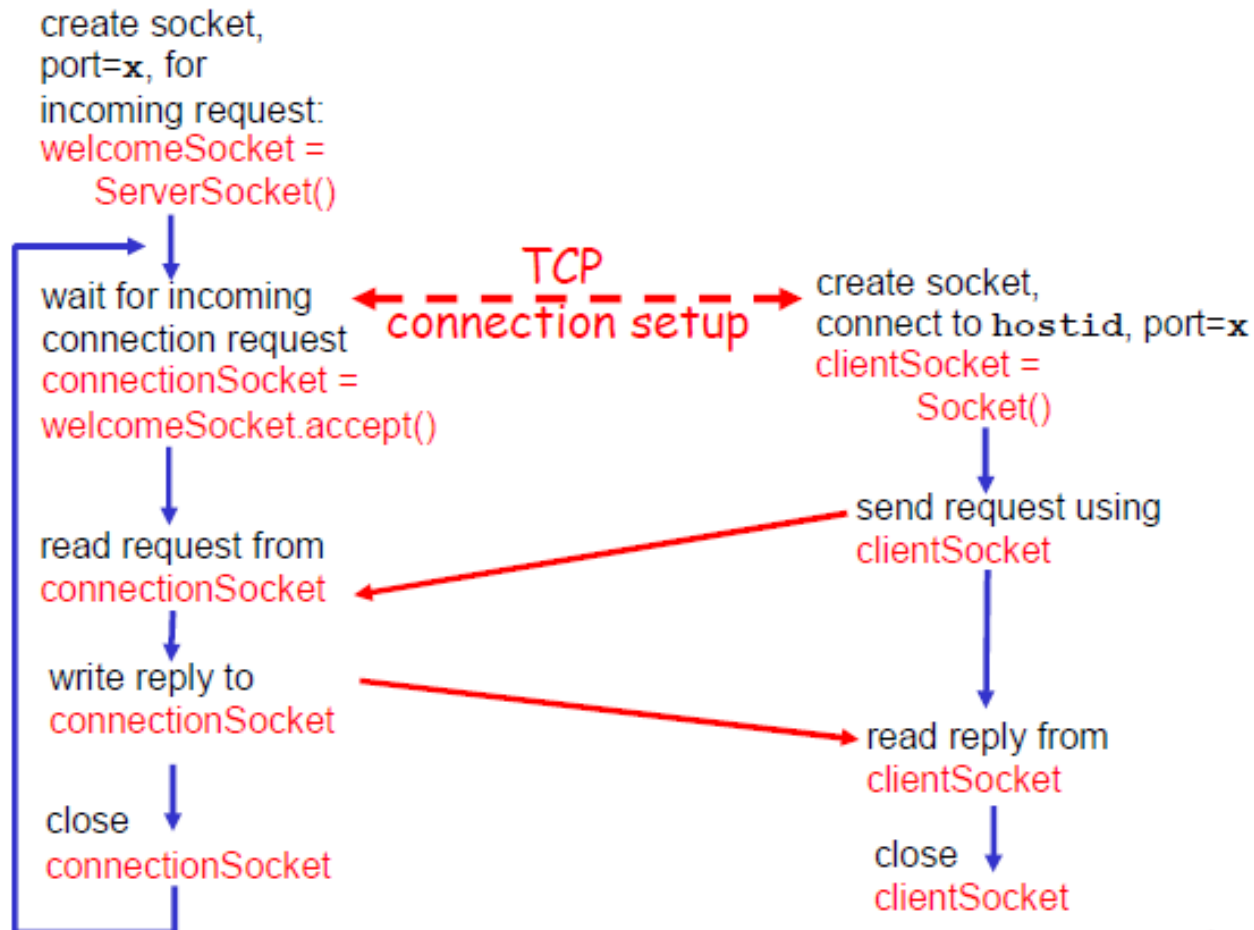 create socket,
port=x, for
incoming request:
welcomeSocket =
ServerSocket()
wait for incoming
connection request
connectionSocket =
welcomeSocket.accept()
TCP
connection setup
create socket,
connect to hostid, port=x
clientSocket =
Socket()
send request using
clientSocket
read request from
connectionSocket
write reply to
connectionSocket
read reply from
clientSocket
close
connectionSocket
close
clientSocket